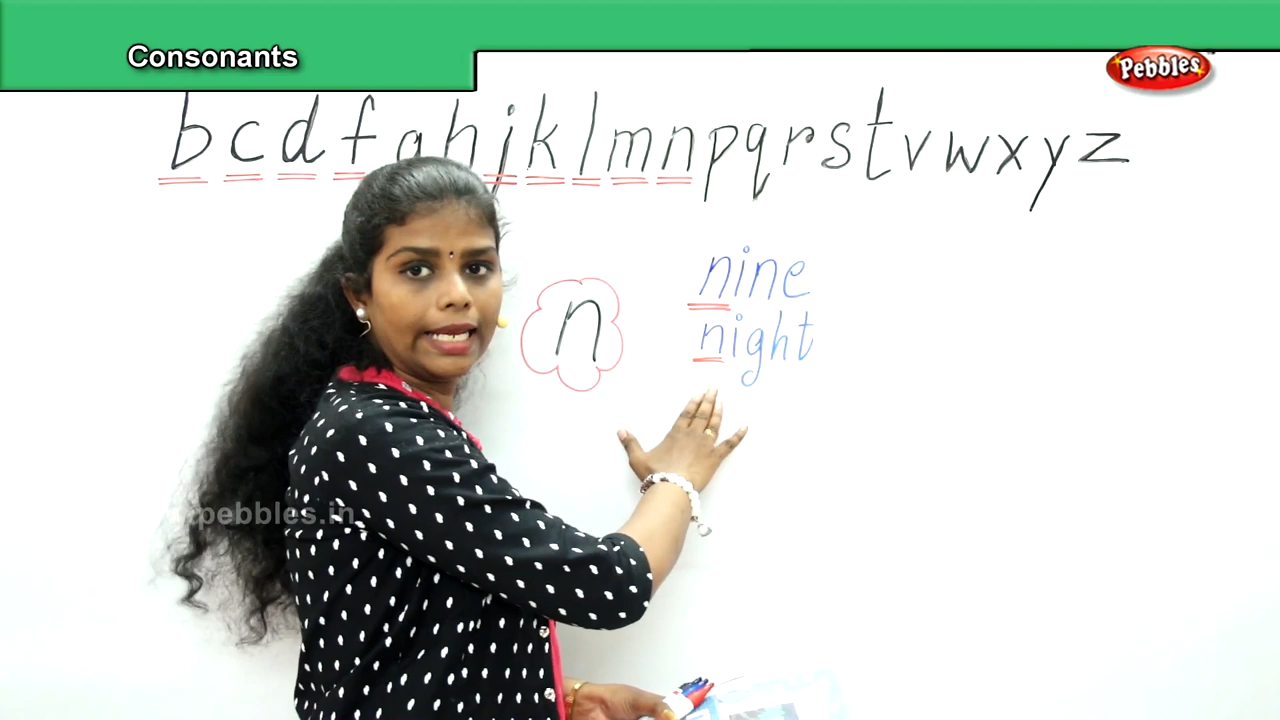 Consonants
Pebbles
b c d f g h j k l m n p q r s t v w x y z
nine
n
night
pebbles.in